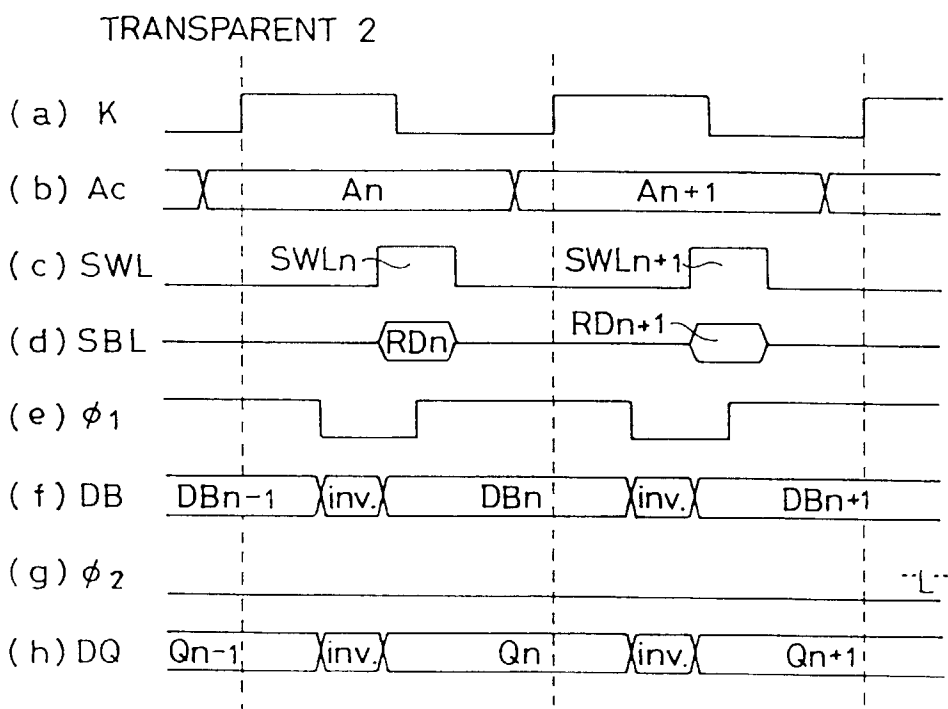 TRANSPARENT 2
(a) K
(b) Ac An An+1
(c) SWL SWLn SWLn+1
(d) SBL RDn RDn+1
(e) ϕ1
(f) DB DBn-1 inv. DBn inv. DBn+1
(g) ϕ2 "L"
(h) DQ Qn-1 inv. Qn inv. Qn+1